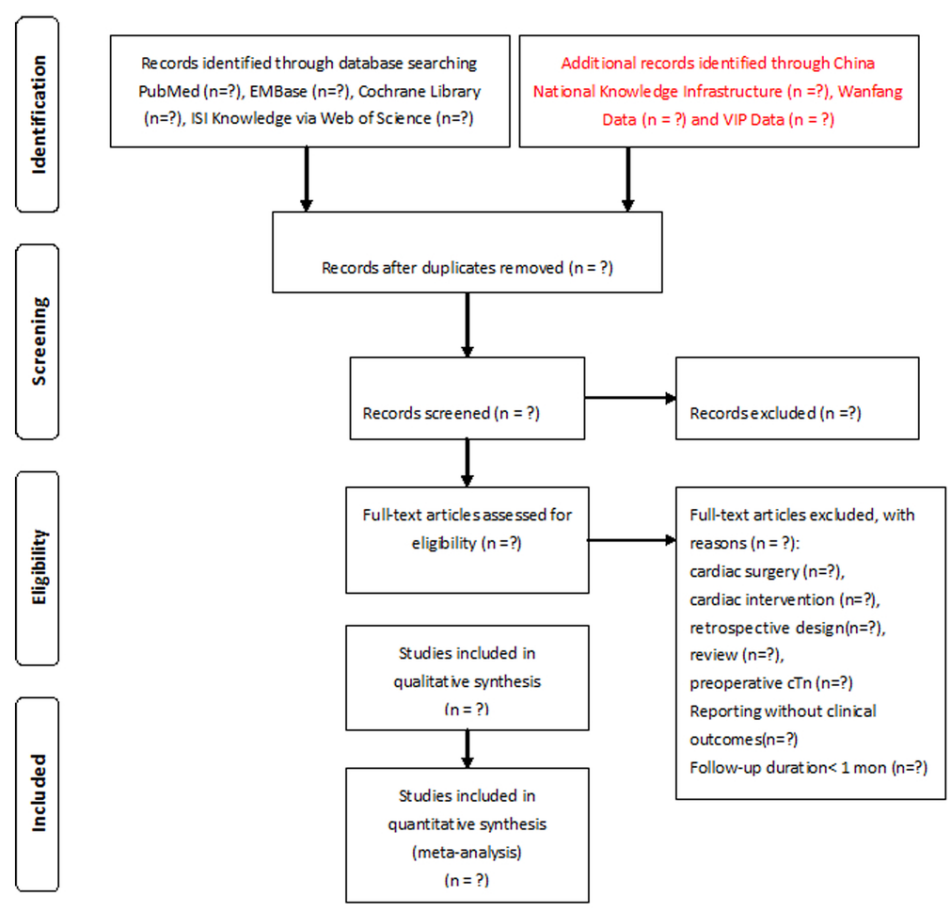 Identification
Records identified through database searching
PubMed (n=?), EMBase (n=?), Cochrane Library
(n=?), ISI Knowledge via Web of Science (n=?)
Additional records identified through China
National Knowledge Infrastructure (n =?), Wanfang
Data (n = ?) and VIP Data (n = ?)
Records after duplicates removed (n = ?)
Screening
Records screened (n = ?)
Records excluded (n =?)
Eligibility
Full-text articles assessed for
eligibility (n =?)
Full-text articles excluded, with
reasons (n = ?):
cardiac surgery (n=?),
cardiac intervention (n=?),
retrospective design(n=?),
review (n=?),
preoperative cTn (n=?)
Reporting without clinical
outcomes(n=?)
Follow-up duration< 1 mon (n=?)
Studies included in
qualitative synthesis
(n = ?)
Included
Studies included in
quantitative synthesis
(meta-analysis)
(n = ?)